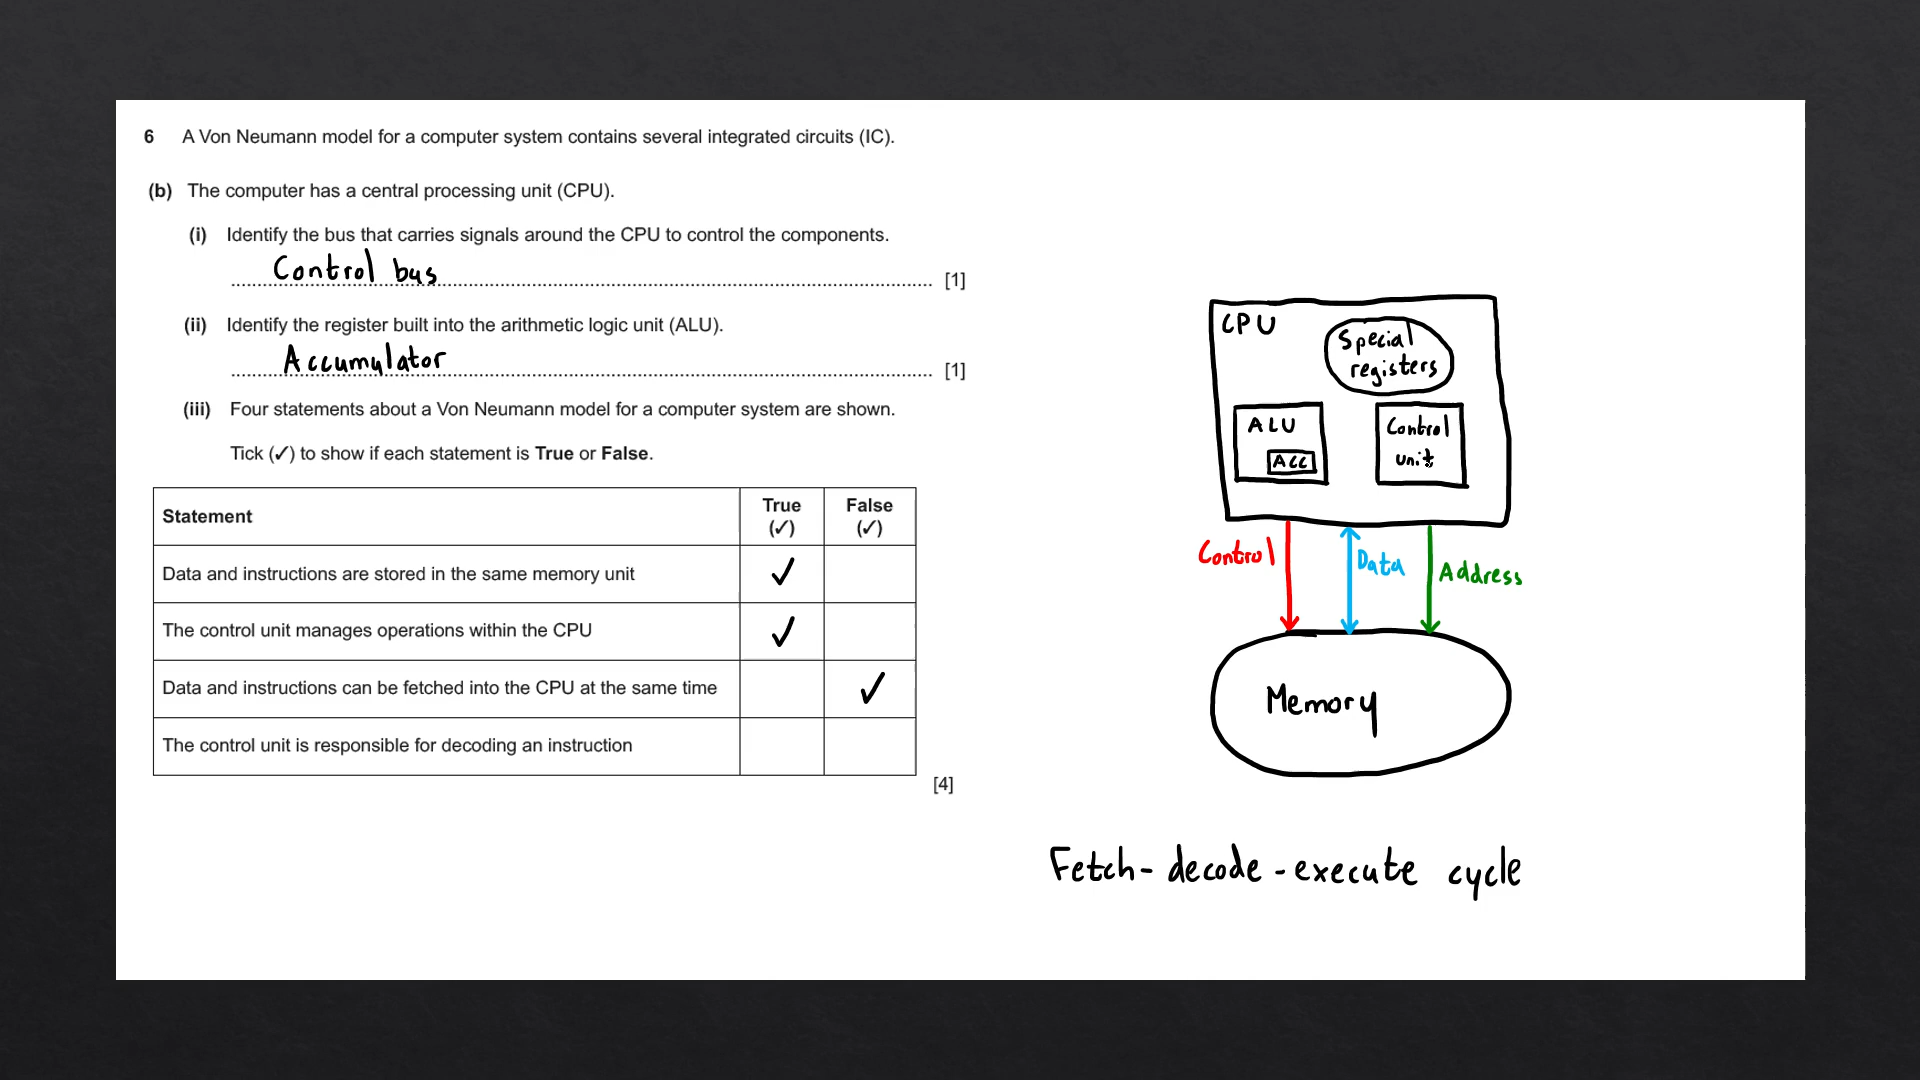 6 A Von Neumann model for a computer system contains several integrated circuits (IC).
(b) The computer has a central processing unit (CPU).
(i) Identify the bus that carries signals around the CPU to control the components.
Control bus
[1]
(ii) Identify the register built into the arithmetic logic unit (ALU).
Accumulator
[1]
(iii) Four statements about a Von Neumann model for a computer system are shown.
Tick (✓) to show if each statement is True or False.
Statement True (✓) False (✓)
Data and instructions are stored in the same memory unit ✓
The control unit manages operations within the CPU ✓
Data and instructions can be fetched into the CPU at the same time ✓
The control unit is responsible for decoding an instruction
[4]
CPU
Special
registers
ALU
ACC
Control
unit
Control
Data
Address
Memory
Fetch-decode-execute cycle